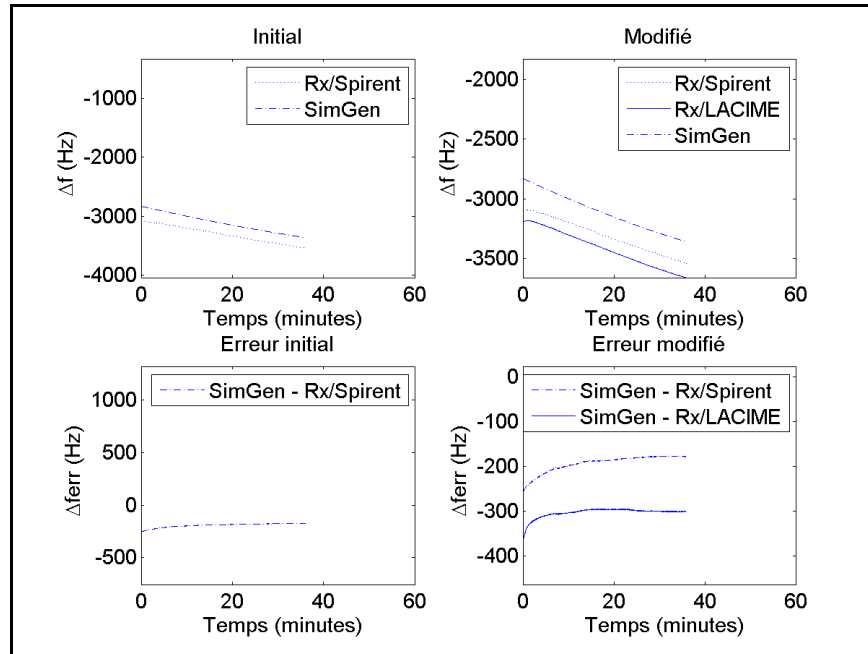 Initial
Δf (Hz)
-1000
-2000
-3000
-4000
Rx/Spirent
SimGen
0 20 40 60
Temps (minutes)
Modifié
Δf (Hz)
-2000
-2500
-3000
-3500
Rx/Spirent
Rx/LACIME
SimGen
0 20 40 60
Temps (minutes)
Erreur initial
Δferr (Hz)
1000
500
0
-500
SimGen - Rx/Spirent
0 20 40 60
Temps (minutes)
Erreur modifié
Δferr (Hz)
0
-100
-200
-300
-400
SimGen - Rx/Spirent
SimGen - Rx/LACIME
0 20 40 60
Temps (minutes)